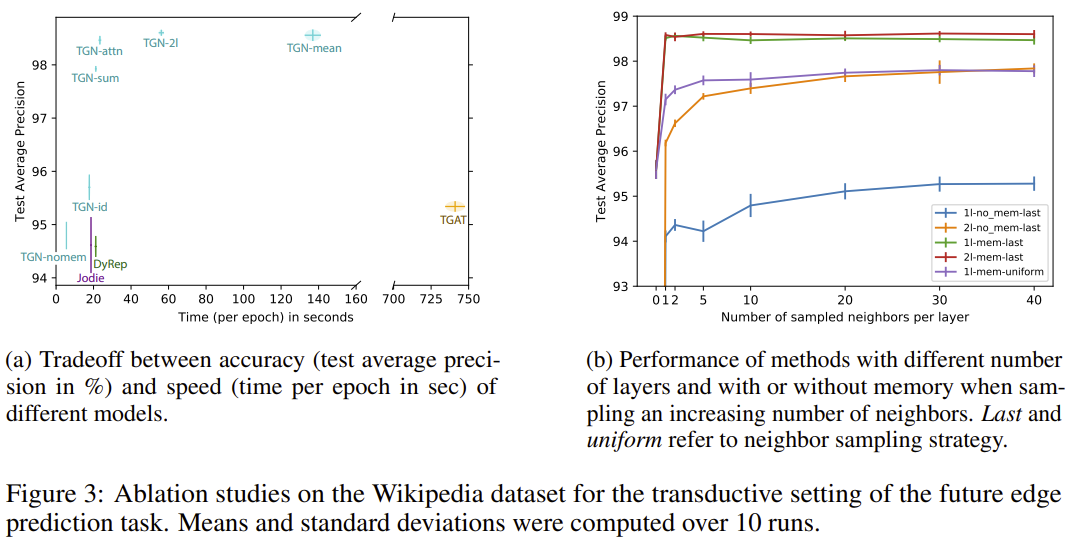 TGN-2l
TGN-attn
TGN-mean
TGN-sum
TGN-id
TGAT
TGN-nomem
DyRep
Jodie
98
97
96
95
94
Test Average Precision
0 20 40 60 80 100 120 140 160 700 725 750
Time (per epoch) in seconds
99
98
97
96
95
94
93
Test Average Precision
1l-no_mem-last
2l-no_mem-last
1l-mem-last
2l-mem-last
1l-mem-uniform
0 1 2 5 10 20 30 40
Number of sampled neighbors per layer
(a) Tradeoff between accuracy (test average preci-
sion in %) and speed (time per epoch in sec) of
different models.
(b) Performance of methods with different number
of layers and with or without memory when sam-
pling an increasing number of neighbors. Last and
uniform refer to neighbor sampling strategy.
Figure 3: Ablation studies on the Wikipedia dataset for the transductive setting of the future edge
prediction task. Means and standard deviations were computed over 10 runs.